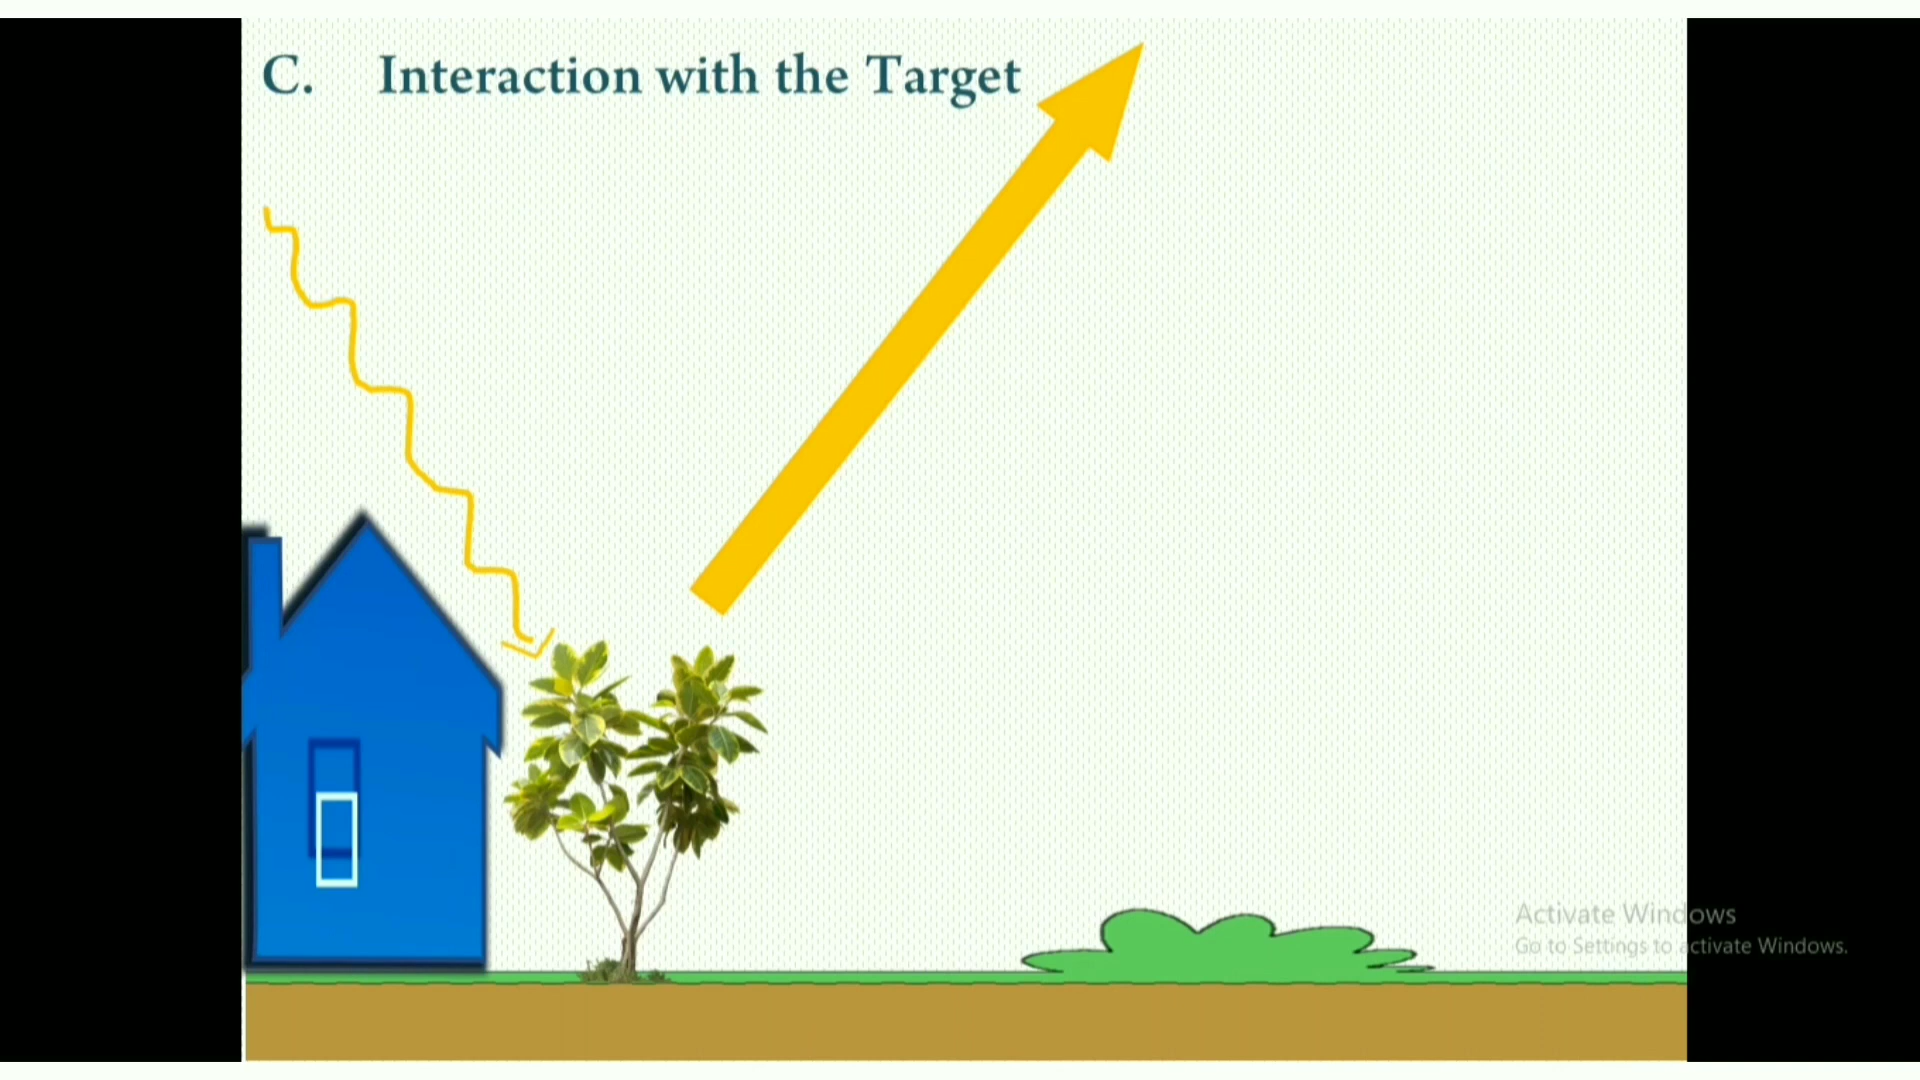 C. Interaction with the Target
Activate Windows
Go to Settings to activate Windows.